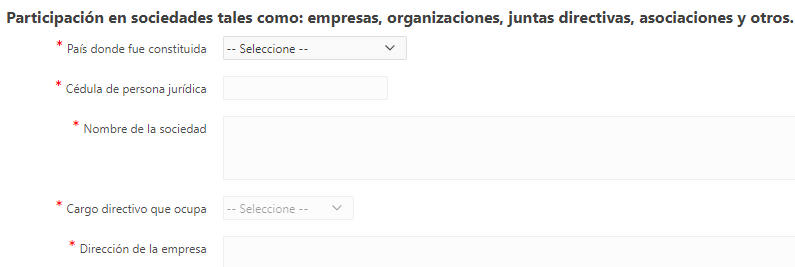 Participación en sociedades tales como: empresas, organizaciones, juntas directivas, asociaciones y otros.
* País donde fue constituida -- Seleccione --
* Cédula de persona jurídica
* Nombre de la sociedad
* Cargo directivo que ocupa -- Seleccione --
* Dirección de la empresa